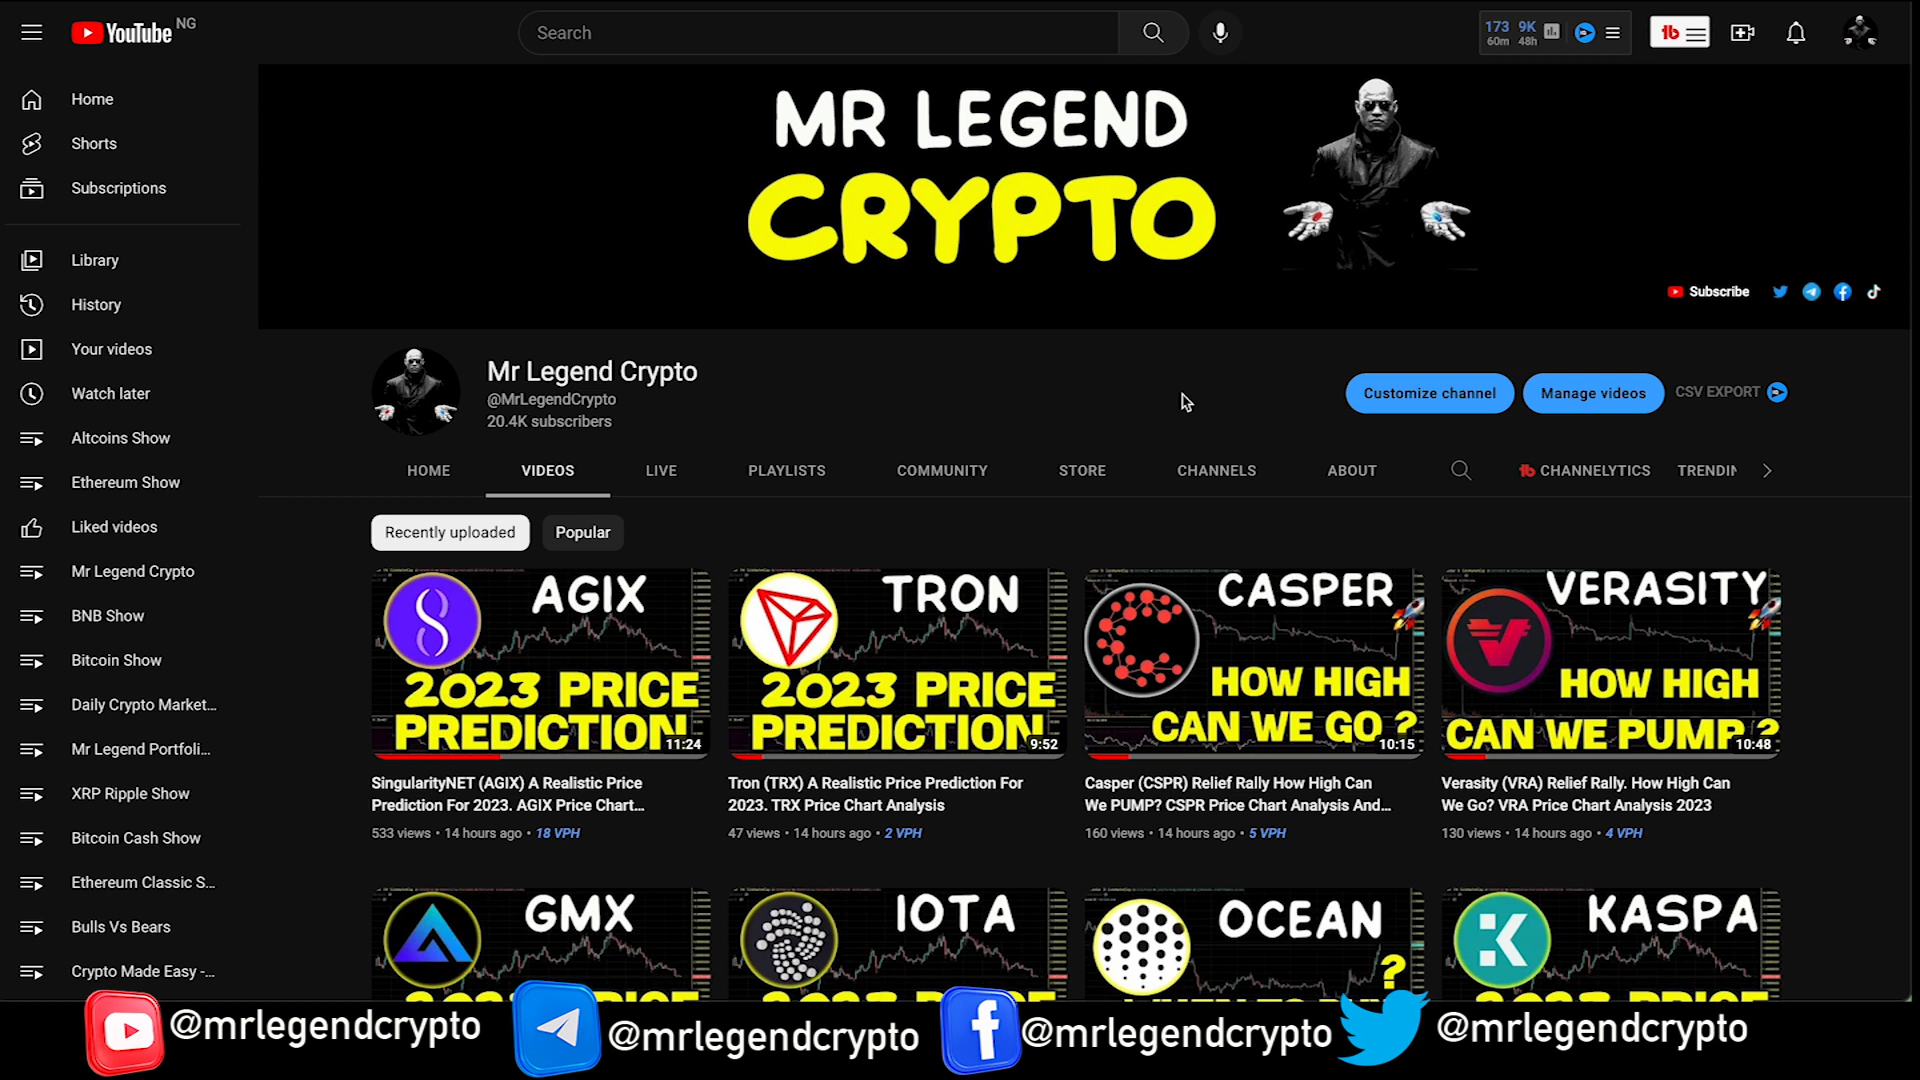 YouTube NG
Search
173 9K
60m 48h
Home
Shorts
Subscriptions
Library
History
Your videos
Watch later
Altcoins Show
Ethereum Show
Liked videos
Mr Legend Crypto
BNB Show
Bitcoin Show
Daily Crypto Market...
Mr Legend Portfoli...
XRP Ripple Show
Bitcoin Cash Show
Ethereum Classic S...
Bulls Vs Bears
Crypto Made Easy -...
MR LEGEND
CRYPTO
Subscribe
Mr Legend Crypto
@MrLegendCrypto
20.4K subscribers
Customize channel
Manage videos
CSV EXPORT
HOME VIDEOS LIVE PLAYLISTS COMMUNITY STORE CHANNELS ABOUT CHANNELYTICS TRENDIN
Recently uploaded Popular
AGIX
2023 PRICE
PREDICTION
11:24
SingularityNET (AGIX) A Realistic Price
Prediction For 2023. AGIX Price Chart...
533 views • 14 hours ago • 18 VPH
TRON
2023 PRICE
PREDICTION
9:52
Tron (TRX) A Realistic Price Prediction For
2023. TRX Price Chart Analysis
47 views • 14 hours ago • 2 VPH
CASPER
HOW HIGH
CAN WE GO ?
10:15
Casper (CSPR) Relief Rally How High Can
We PUMP? CSPR Price Chart Analysis And...
160 views • 14 hours ago • 5 VPH
VERASITY
HOW HIGH
CAN WE PUMP ?
10:48
Verasity (VRA) Relief Rally. How High Can
We Go? VRA Price Chart Analysis 2023
130 views • 14 hours ago • 4 VPH
GMX
2023 PRICE
IOTA
2023 PRICE
OCEAN
?
KASPA
2023 PRICE
@mrlegendcrypto
@mrlegendcrypto
@mrlegendcrypto
@mrlegendcrypto